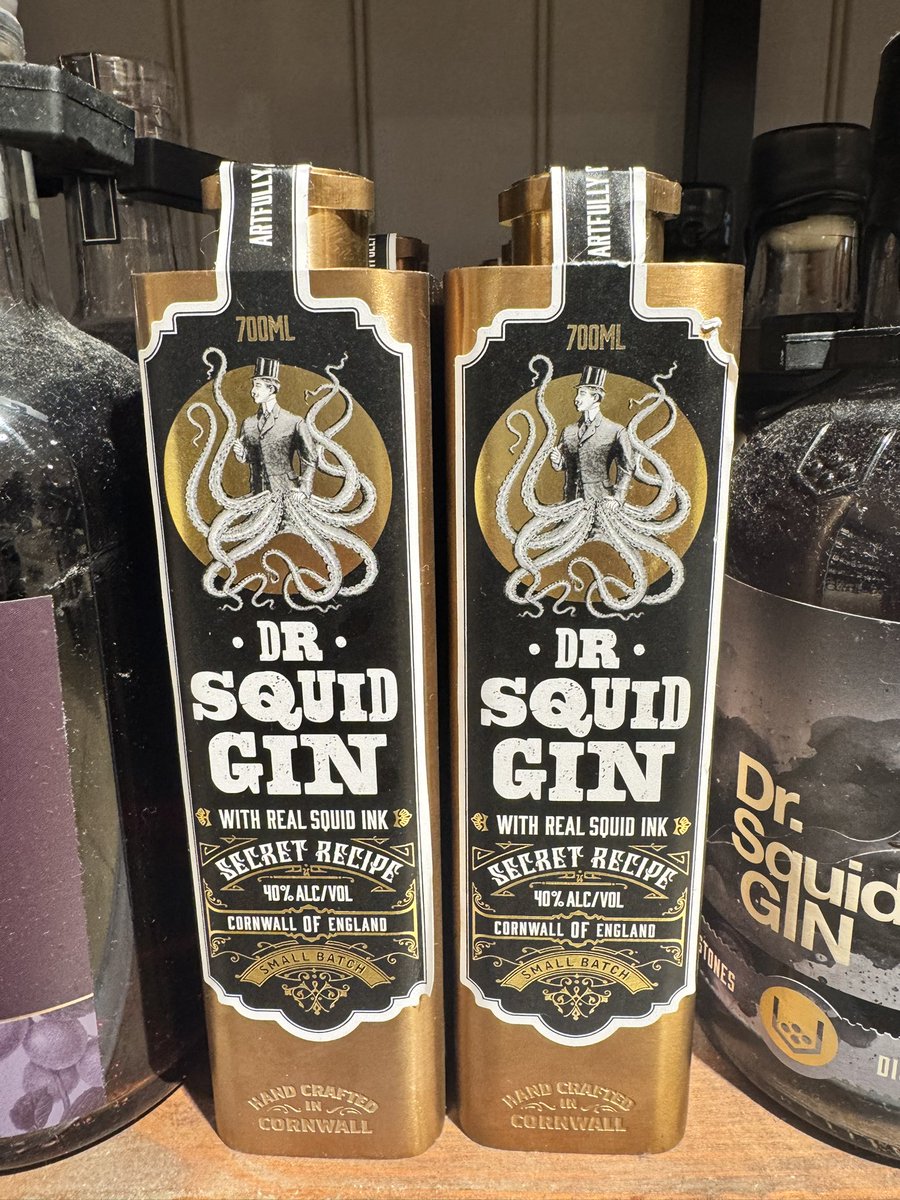 ARTFULLY
700ML
· DR ·
SQUID
GIN
WITH REAL SQUID INK
SECRET RECIPE
40% ALC/VOL
CORNWALL OF ENGLAND
SMALL BATCH
HAND CRAFTED
IN
CORNWALL
ARTFULLY
700ML
· DR ·
SQUID
GIN
WITH REAL SQUID INK
SECRET RECIPE
40% ALC/VOL
CORNWALL OF ENGLAND
SMALL BATCH
HAND CRAFTED
IN
CORNWALL
Dr.
Squid
GIN
STONES